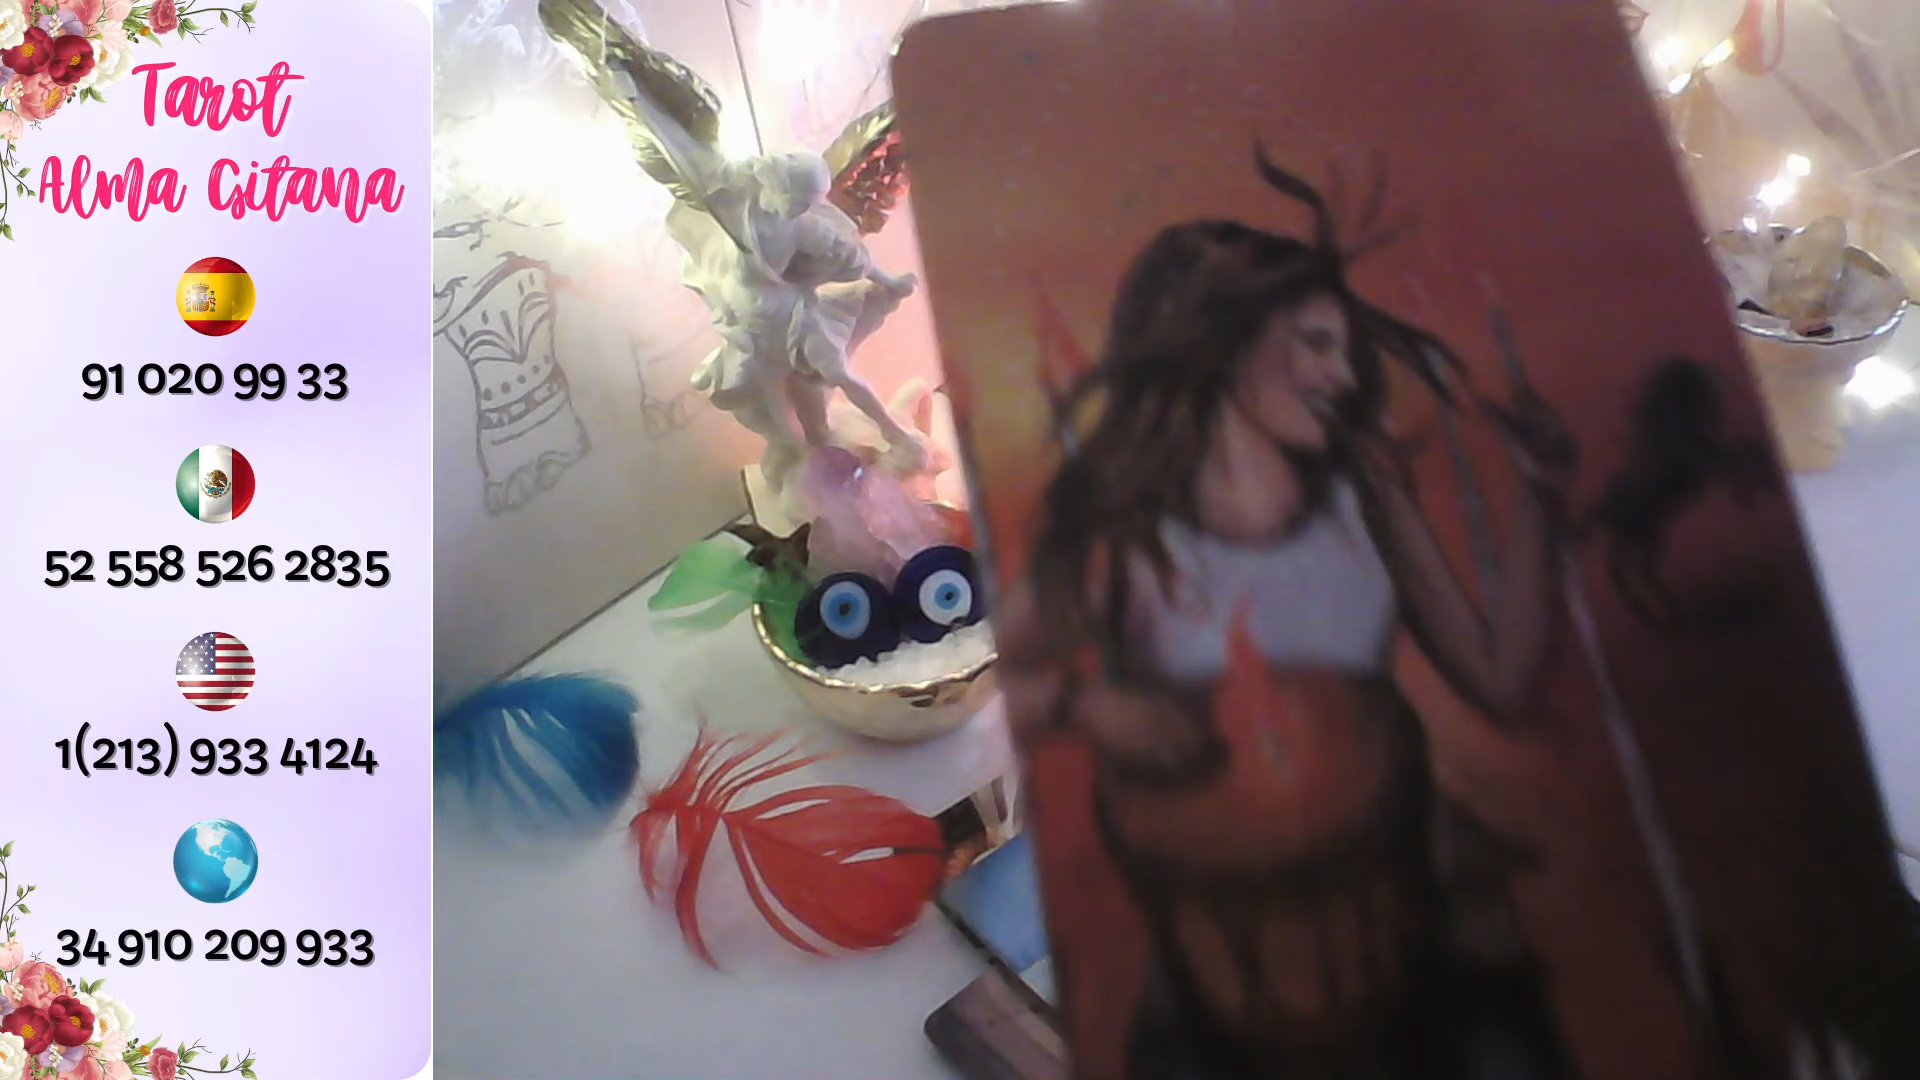 Tarot
Alma Gitana
91 020 99 33
52 558 526 2835
1(213) 933 4124
34 910 209 933